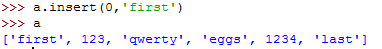 >>> a.insert(0,'first')
>>> a
['first', 123, 'qwerty', 'eggs', 1234, 'last']